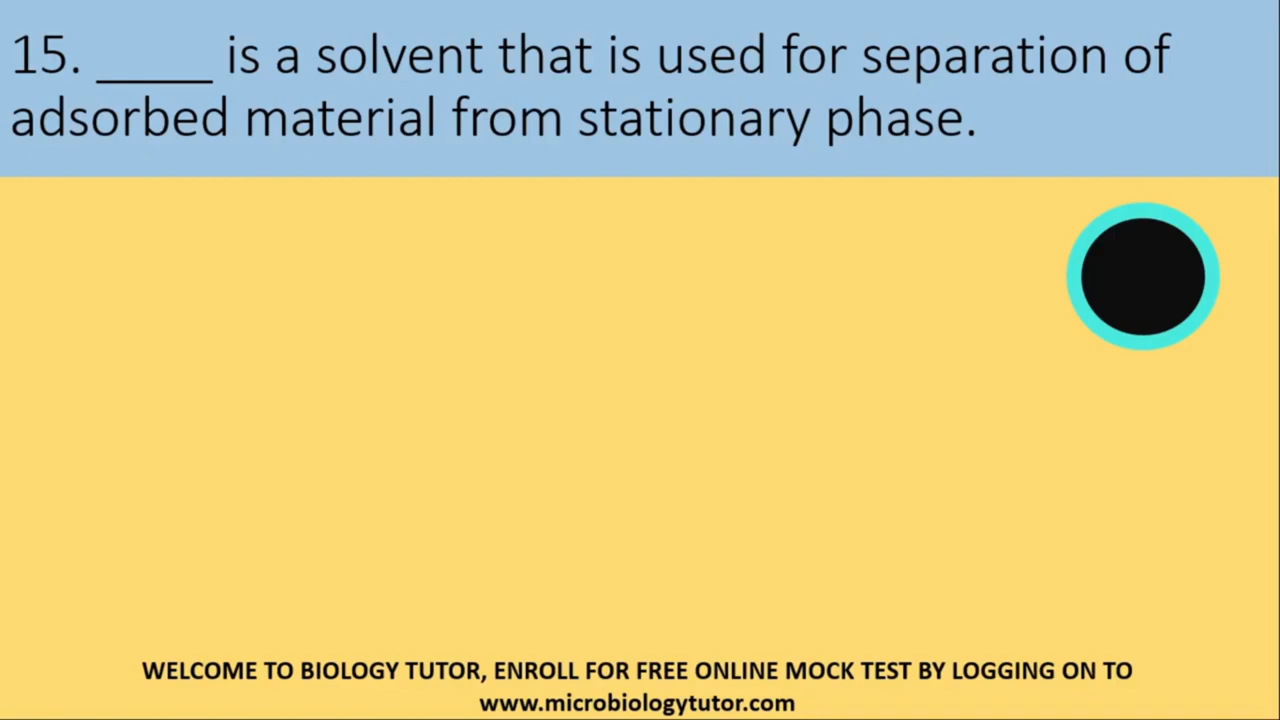 15. ____ is a solvent that is used for separation of
adsorbed material from stationary phase.
WELCOME TO BIOLOGY TUTOR, ENROLL FOR FREE ONLINE MOCK TEST BY LOGGING ON TO
www.microbiologytutor.com